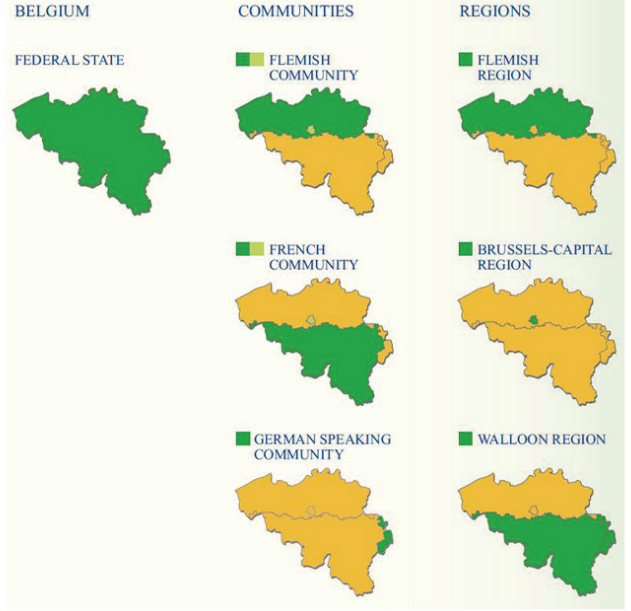 BELGIUM
FEDERAL STATE
COMMUNITIES
FLEMISH
COMMUNITY
FRENCH
COMMUNITY
GERMAN SPEAKING
COMMUNITY
REGIONS
FLEMISH
REGION
BRUSSELS-CAPITAL
REGION
WALLOON REGION